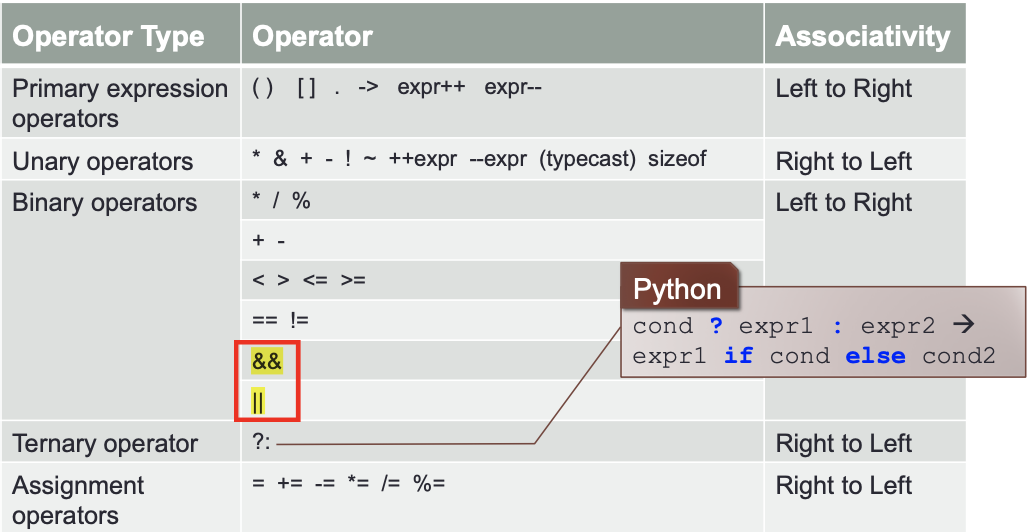 Operator Type Operator Associativity
Primary expression operators ( ) [ ] . -> expr++ expr-- Left to Right
Unary operators * & + - ! ~ ++expr --expr (typecast) sizeof Right to Left
Binary operators * / % Left to Right
+ -
< > <= >=
== !=
&&
||
Python
cond ? expr1 : expr2 →
expr1 if cond else cond2
Ternary operator ?: Right to Left
Assignment operators = += -= *= /= %= Right to Left